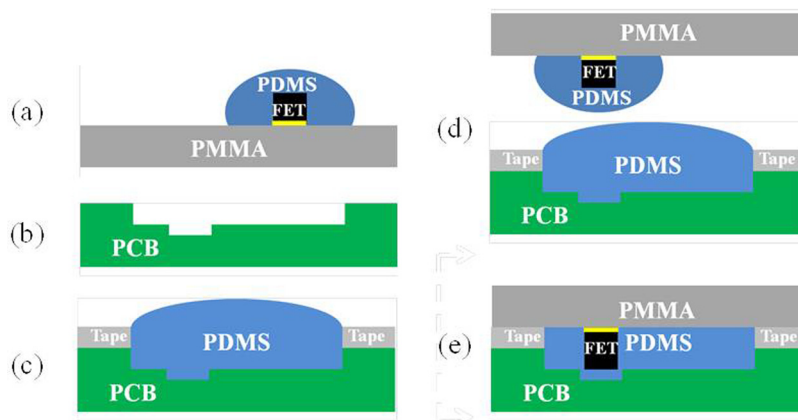 (a)
PDMS
FET
PMMA
(b)
PCB
(c)
Tape
PDMS
Tape
PCB
(d)
PMMA
FET
PDMS
Tape
PDMS
Tape
PCB
(e)
PMMA
Tape
FET
PDMS
Tape
PCB